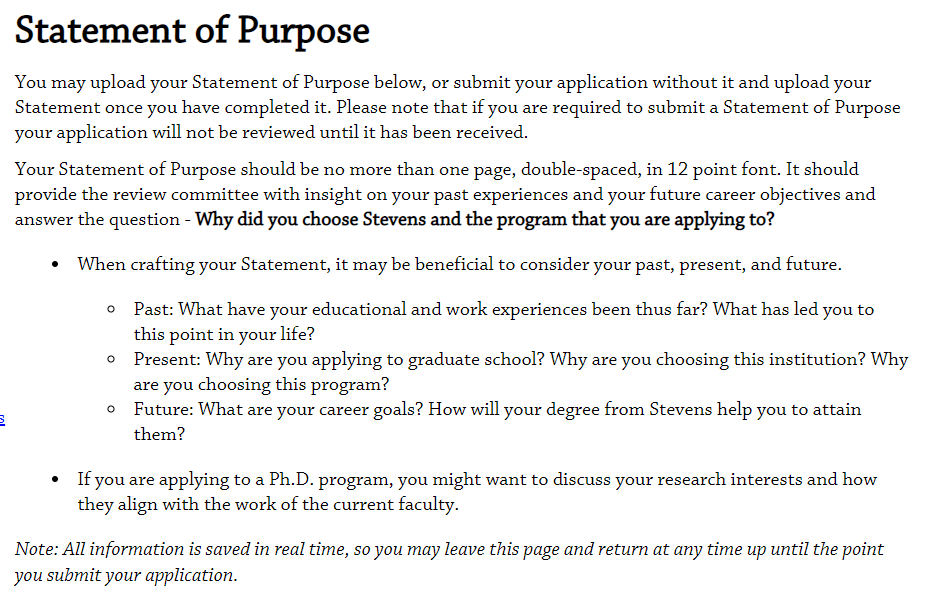 Statement of Purpose
You may upload your Statement of Purpose below, or submit your application without it and upload your
Statement once you have completed it. Please note that if you are required to submit a Statement of Purpose
your application will not be reviewed until it has been received.
Your Statement of Purpose should be no more than one page, double-spaced, in 12 point font. It should
provide the review committee with insight on your past experiences and your future career objectives and
answer the question - Why did you choose Stevens and the program that you are applying to?
• When crafting your Statement, it may be beneficial to consider your past, present, and future.
◦ Past: What have your educational and work experiences been thus far? What has led you to
this point in your life?
◦ Present: Why are you applying to graduate school? Why are you choosing this institution? Why
are you choosing this program?
◦ Future: What are your career goals? How will your degree from Stevens help you to attain
s
them?
• If you are applying to a Ph.D. program, you might want to discuss your research interests and how
they align with the work of the current faculty.
Note: All information is saved in real time, so you may leave this page and return at any time up until the point
you submit your application.